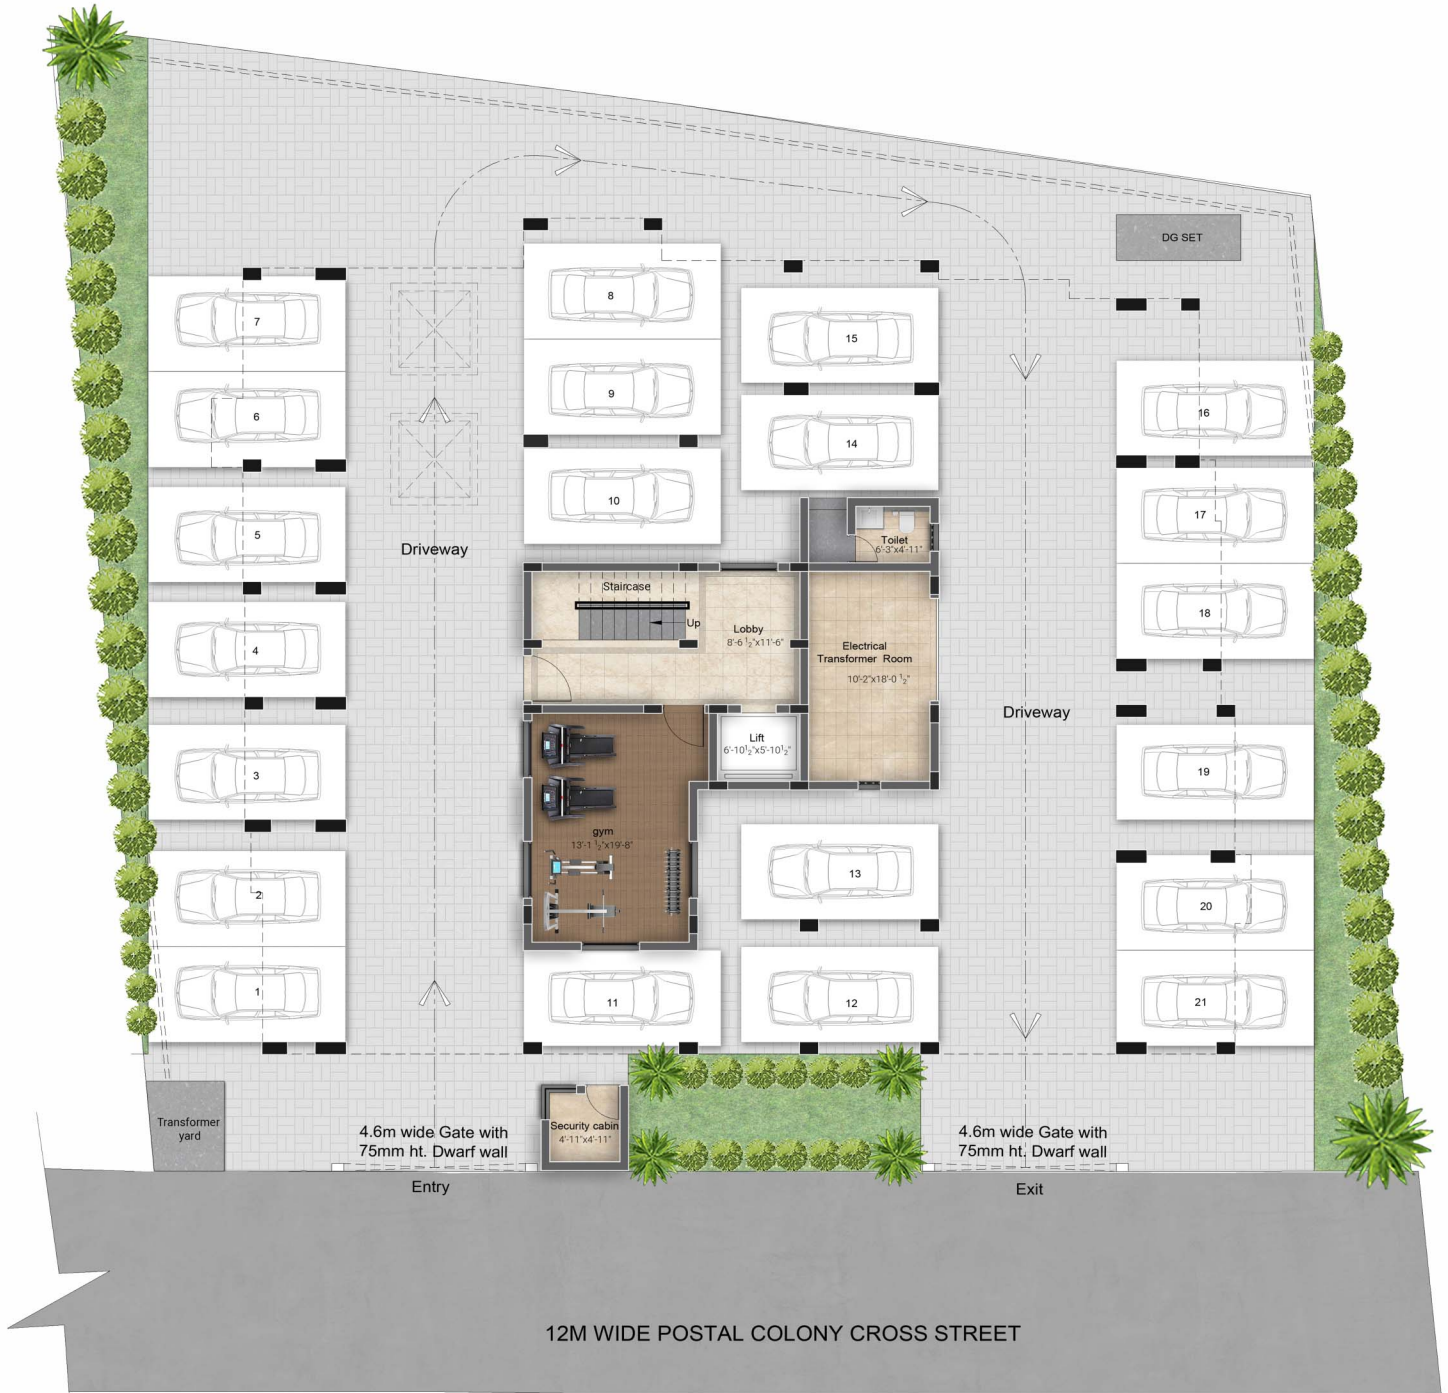 DG SET
8
7
15
9
16
6
14
10
17
5
Driveway
Toilet
6'-3"x4'-11"
Staircase
Up
Lobby
8'-6 1/2"x11'-6"
18
4
Electrical
Transformer Room
10'-2"x18'-0 1/2"
Driveway
Lift
6'-10 1/2"x5'-10 1/2"
3
19
gym
13'-1 1/2"x19'-8"
13
2
20
1
11
12
21
Transformer
yard
4.6m wide Gate with
75mm ht. Dwarf wall
Security cabin
4'-11"x4'-11"
4.6m wide Gate with
75mm ht. Dwarf wall
Entry
Exit
12M WIDE POSTAL COLONY CROSS STREET